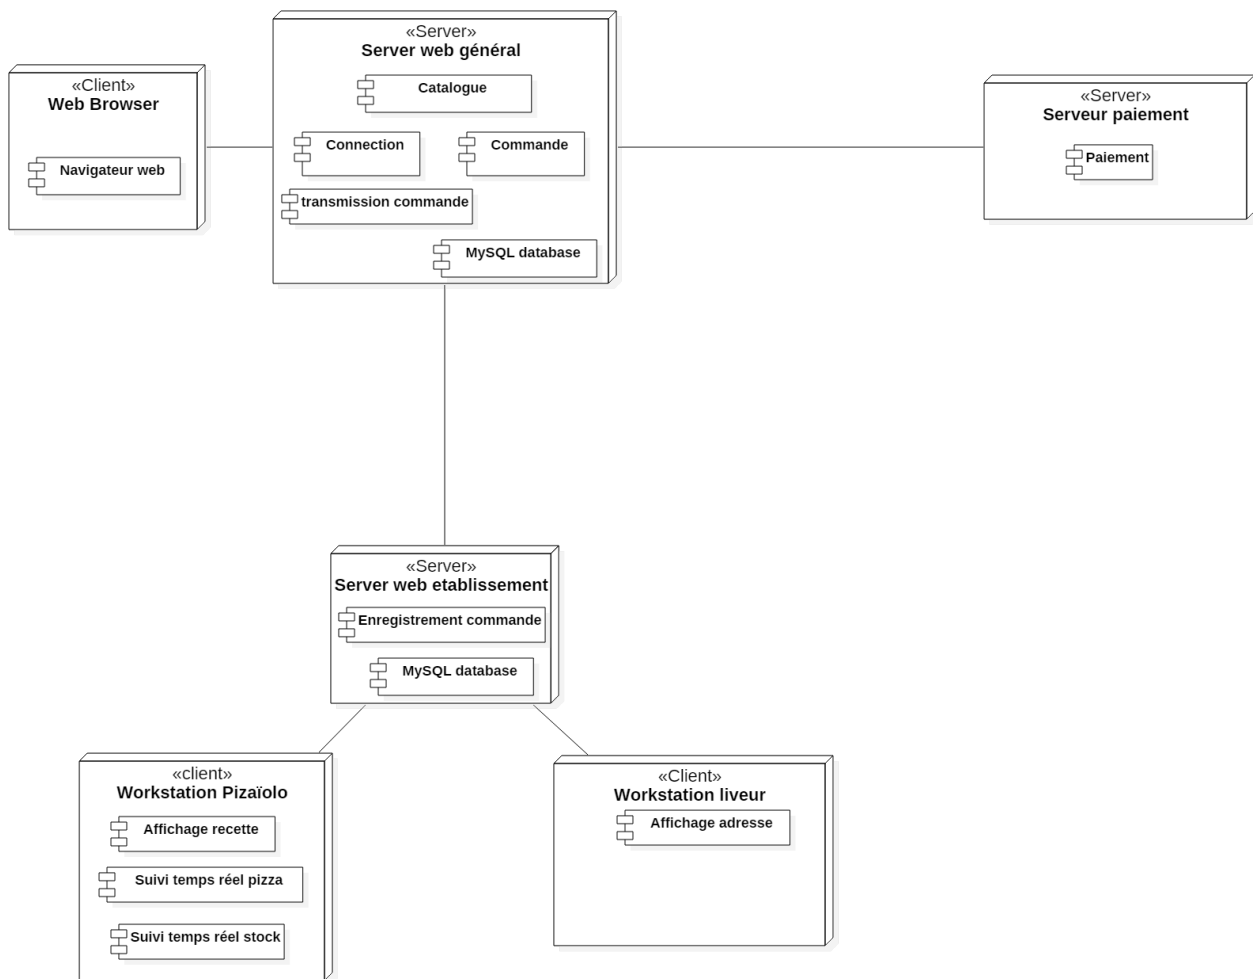 «Server»
Server web général
Catalogue
Connection
Commande
transmission commande
MySQL database
«Client»
Web Browser
Navigateur web
«Server»
Serveur paiement
Paiement
«Server»
Server web etablissement
Enregistrement commande
MySQL database
«client»
Workstation Pizaïolo
Affichage recette
Suivi temps réel pizza
Suivi temps réel stock
«Client»
Workstation liveur
Affichage adresse